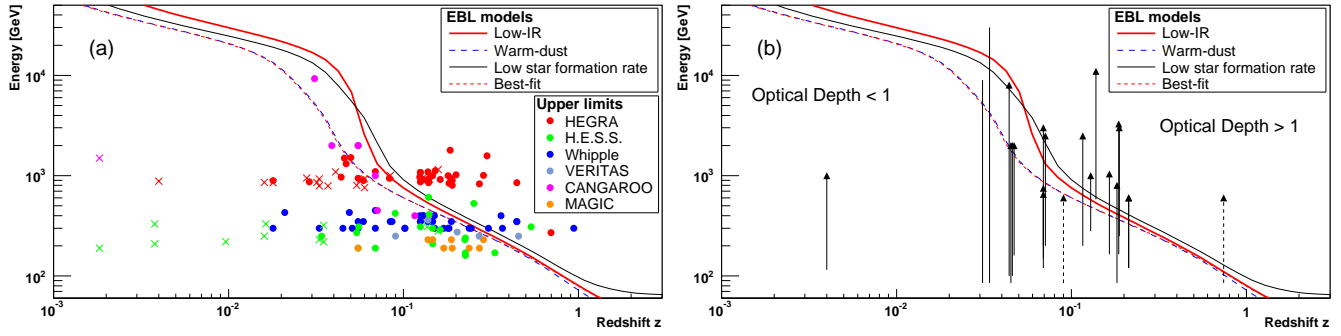 Energy [GeV]
10^4
10^3
10^2
10^-3
10^-2
10^-1
1
Redshift z
(a)
EBL models
Low-IR
Warm-dust
Low star formation rate
Best-fit
Upper limits
HEGRA
H.E.S.S.
Whipple
VERITAS
CANGAROO
MAGIC
Energy [GeV]
10^4
10^3
10^2
10^-3
10^-2
10^-1
1
Redshift z
(b)
EBL models
Low-IR
Warm-dust
Low star formation rate
Best-fit
Optical Depth < 1
Optical Depth > 1